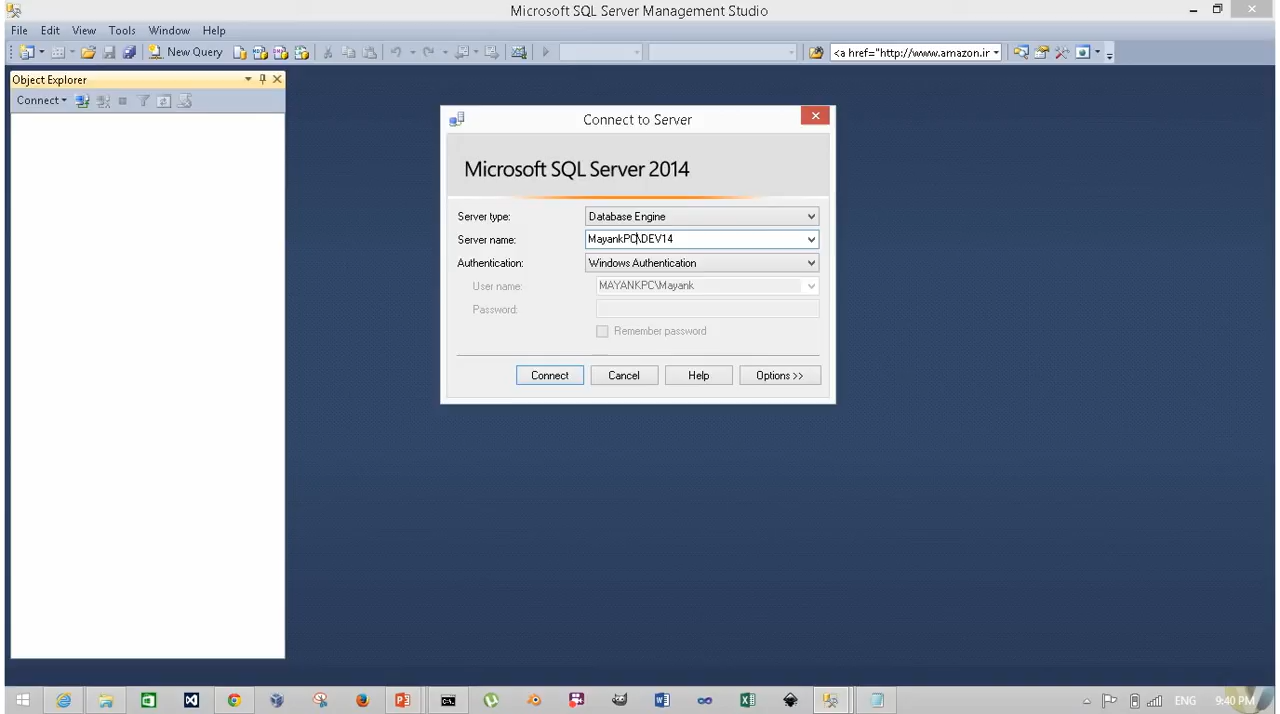 Microsoft SQL Server Management Studio
File Edit View Tools Window Help
New Query <a href="http://www.amazon.ir
Object Explorer
Connect
Connect to Server
Microsoft SQL Server 2014
Server type: Database Engine
Server name: MayankPC\DEV14
Authentication: Windows Authentication
User name: MAYANKPC\Mayank
Password:
Remember password
Connect Cancel Help Options >>
ENG 9:40 PM